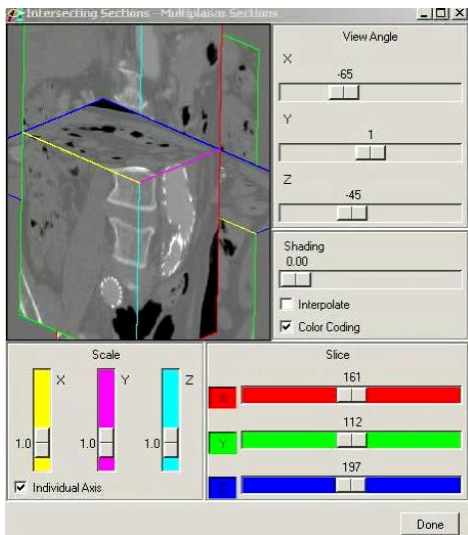 Intersecting Sections - Multiplanar Sections
View Angle
X
-65
Y
1
Z
-45
Shading
0.00
Interpolate
Color Coding
Scale
X
Y
Z
1.0
1.0
1.0
Individual Axis
Slice
161
X
112
Y
197
Z
Done